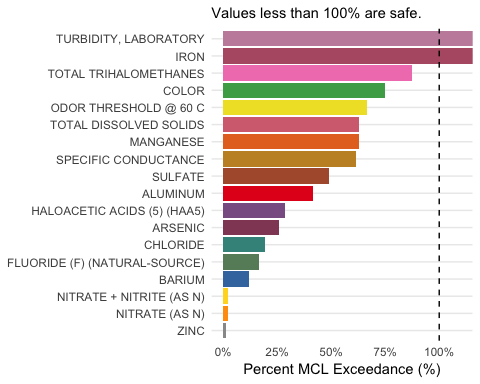 Values less than 100% are safe.
TURBIDITY, LABORATORY
IRON
TOTAL TRIHALOMETHANES
COLOR
ODOR THRESHOLD @ 60 C
TOTAL DISSOLVED SOLIDS
MANGANESE
SPECIFIC CONDUCTANCE
SULFATE
ALUMINUM
HALOACETIC ACIDS (5) (HAA5)
ARSENIC
CHLORIDE
FLUORIDE (F) (NATURAL-SOURCE)
BARIUM
NITRATE + NITRITE (AS N)
NITRATE (AS N)
ZINC
0% 25% 75% 100%
Percent MCL Exceedance (%)